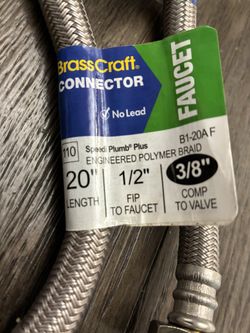 BrassCraft®
CONNECTOR
No Lead
FAUCET
B1-20A F
110
Speedi Plumb® Plus
ENGINEERED POLYMER BRAID
20"
LENGTH
1/2"
FIP
TO FAUCET
3/8"
COMP
TO VALVE